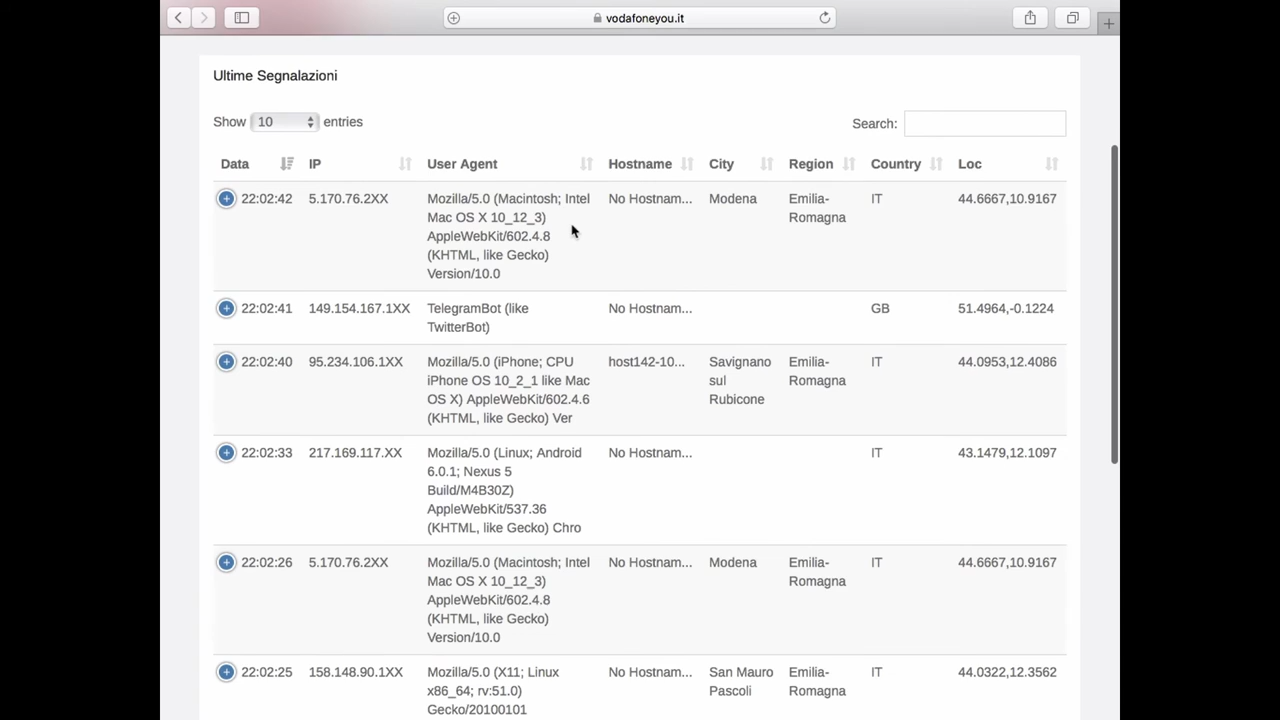 vodafoneyou.it
Ultime Segnalazioni
Show 10 entries
Search:
Data IP User Agent Hostname City Region Country Loc
22:02:42 5.170.76.2XX Mozilla/5.0 (Macintosh; Intel No Hostnam... Modena Emilia- IT 44.6667,10.9167
Mac OS X 10_12_3) Romagna
AppleWebKit/602.4.8
(KHTML, like Gecko)
Version/10.0
22:02:41 149.154.167.1XX TelegramBot (like No Hostnam... GB 51.4964,-0.1224
TwitterBot)
22:02:40 95.234.106.1XX Mozilla/5.0 (iPhone; CPU host142-10... Savignano Emilia- IT 44.0953,12.4086
iPhone OS 10_2_1 like Mac sul Romagna
OS X) AppleWebKit/602.4.6 Rubicone
(KHTML, like Gecko) Ver
22:02:33 217.169.117.XX Mozilla/5.0 (Linux; Android No Hostnam... IT 43.1479,12.1097
6.0.1; Nexus 5
Build/M4B30Z)
AppleWebKit/537.36
(KHTML, like Gecko) Chro
22:02:26 5.170.76.2XX Mozilla/5.0 (Macintosh; Intel No Hostnam... Modena Emilia- IT 44.6667,10.9167
Mac OS X 10_12_3) Romagna
AppleWebKit/602.4.8
(KHTML, like Gecko)
Version/10.0
22:02:25 158.148.90.1XX Mozilla/5.0 (X11; Linux No Hostnam... San Mauro Emilia- IT 44.0322,12.3562
x86_64; rv:51.0) Pascoli Romagna
Gecko/20100101